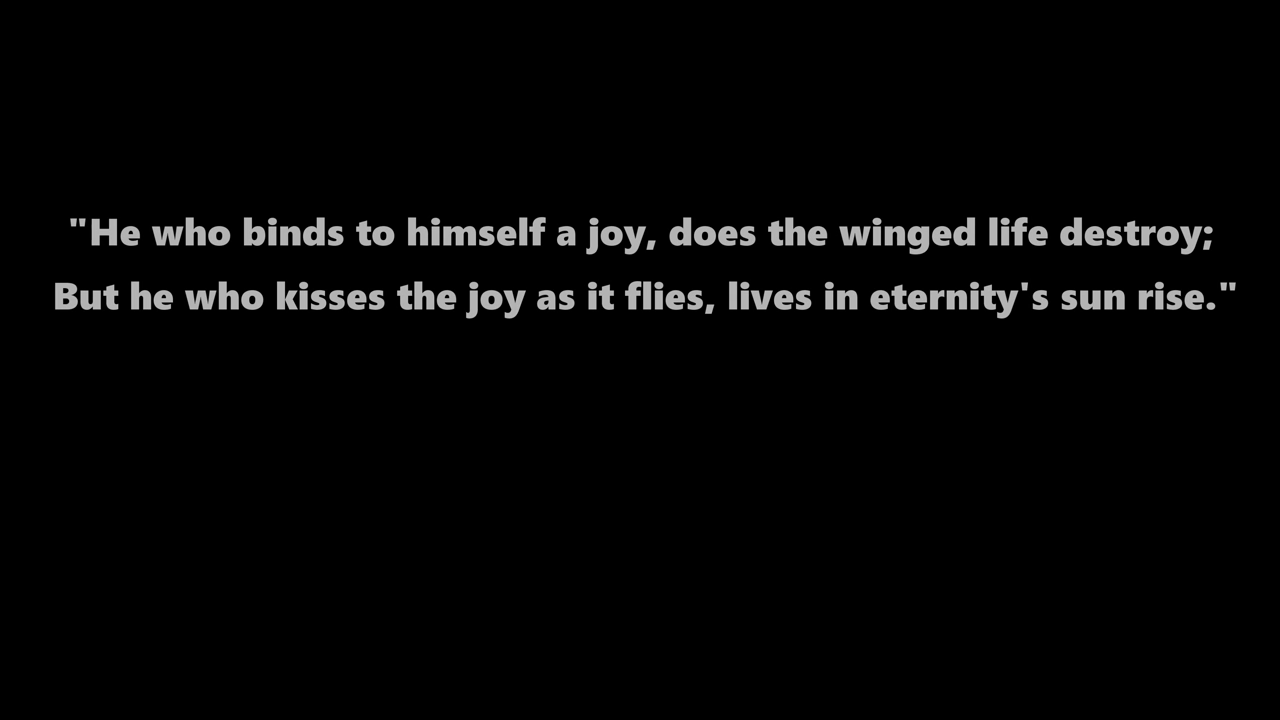 "He who binds to himself a joy, does the winged life destroy;
But he who kisses the joy as it flies, lives in eternity's sun rise."